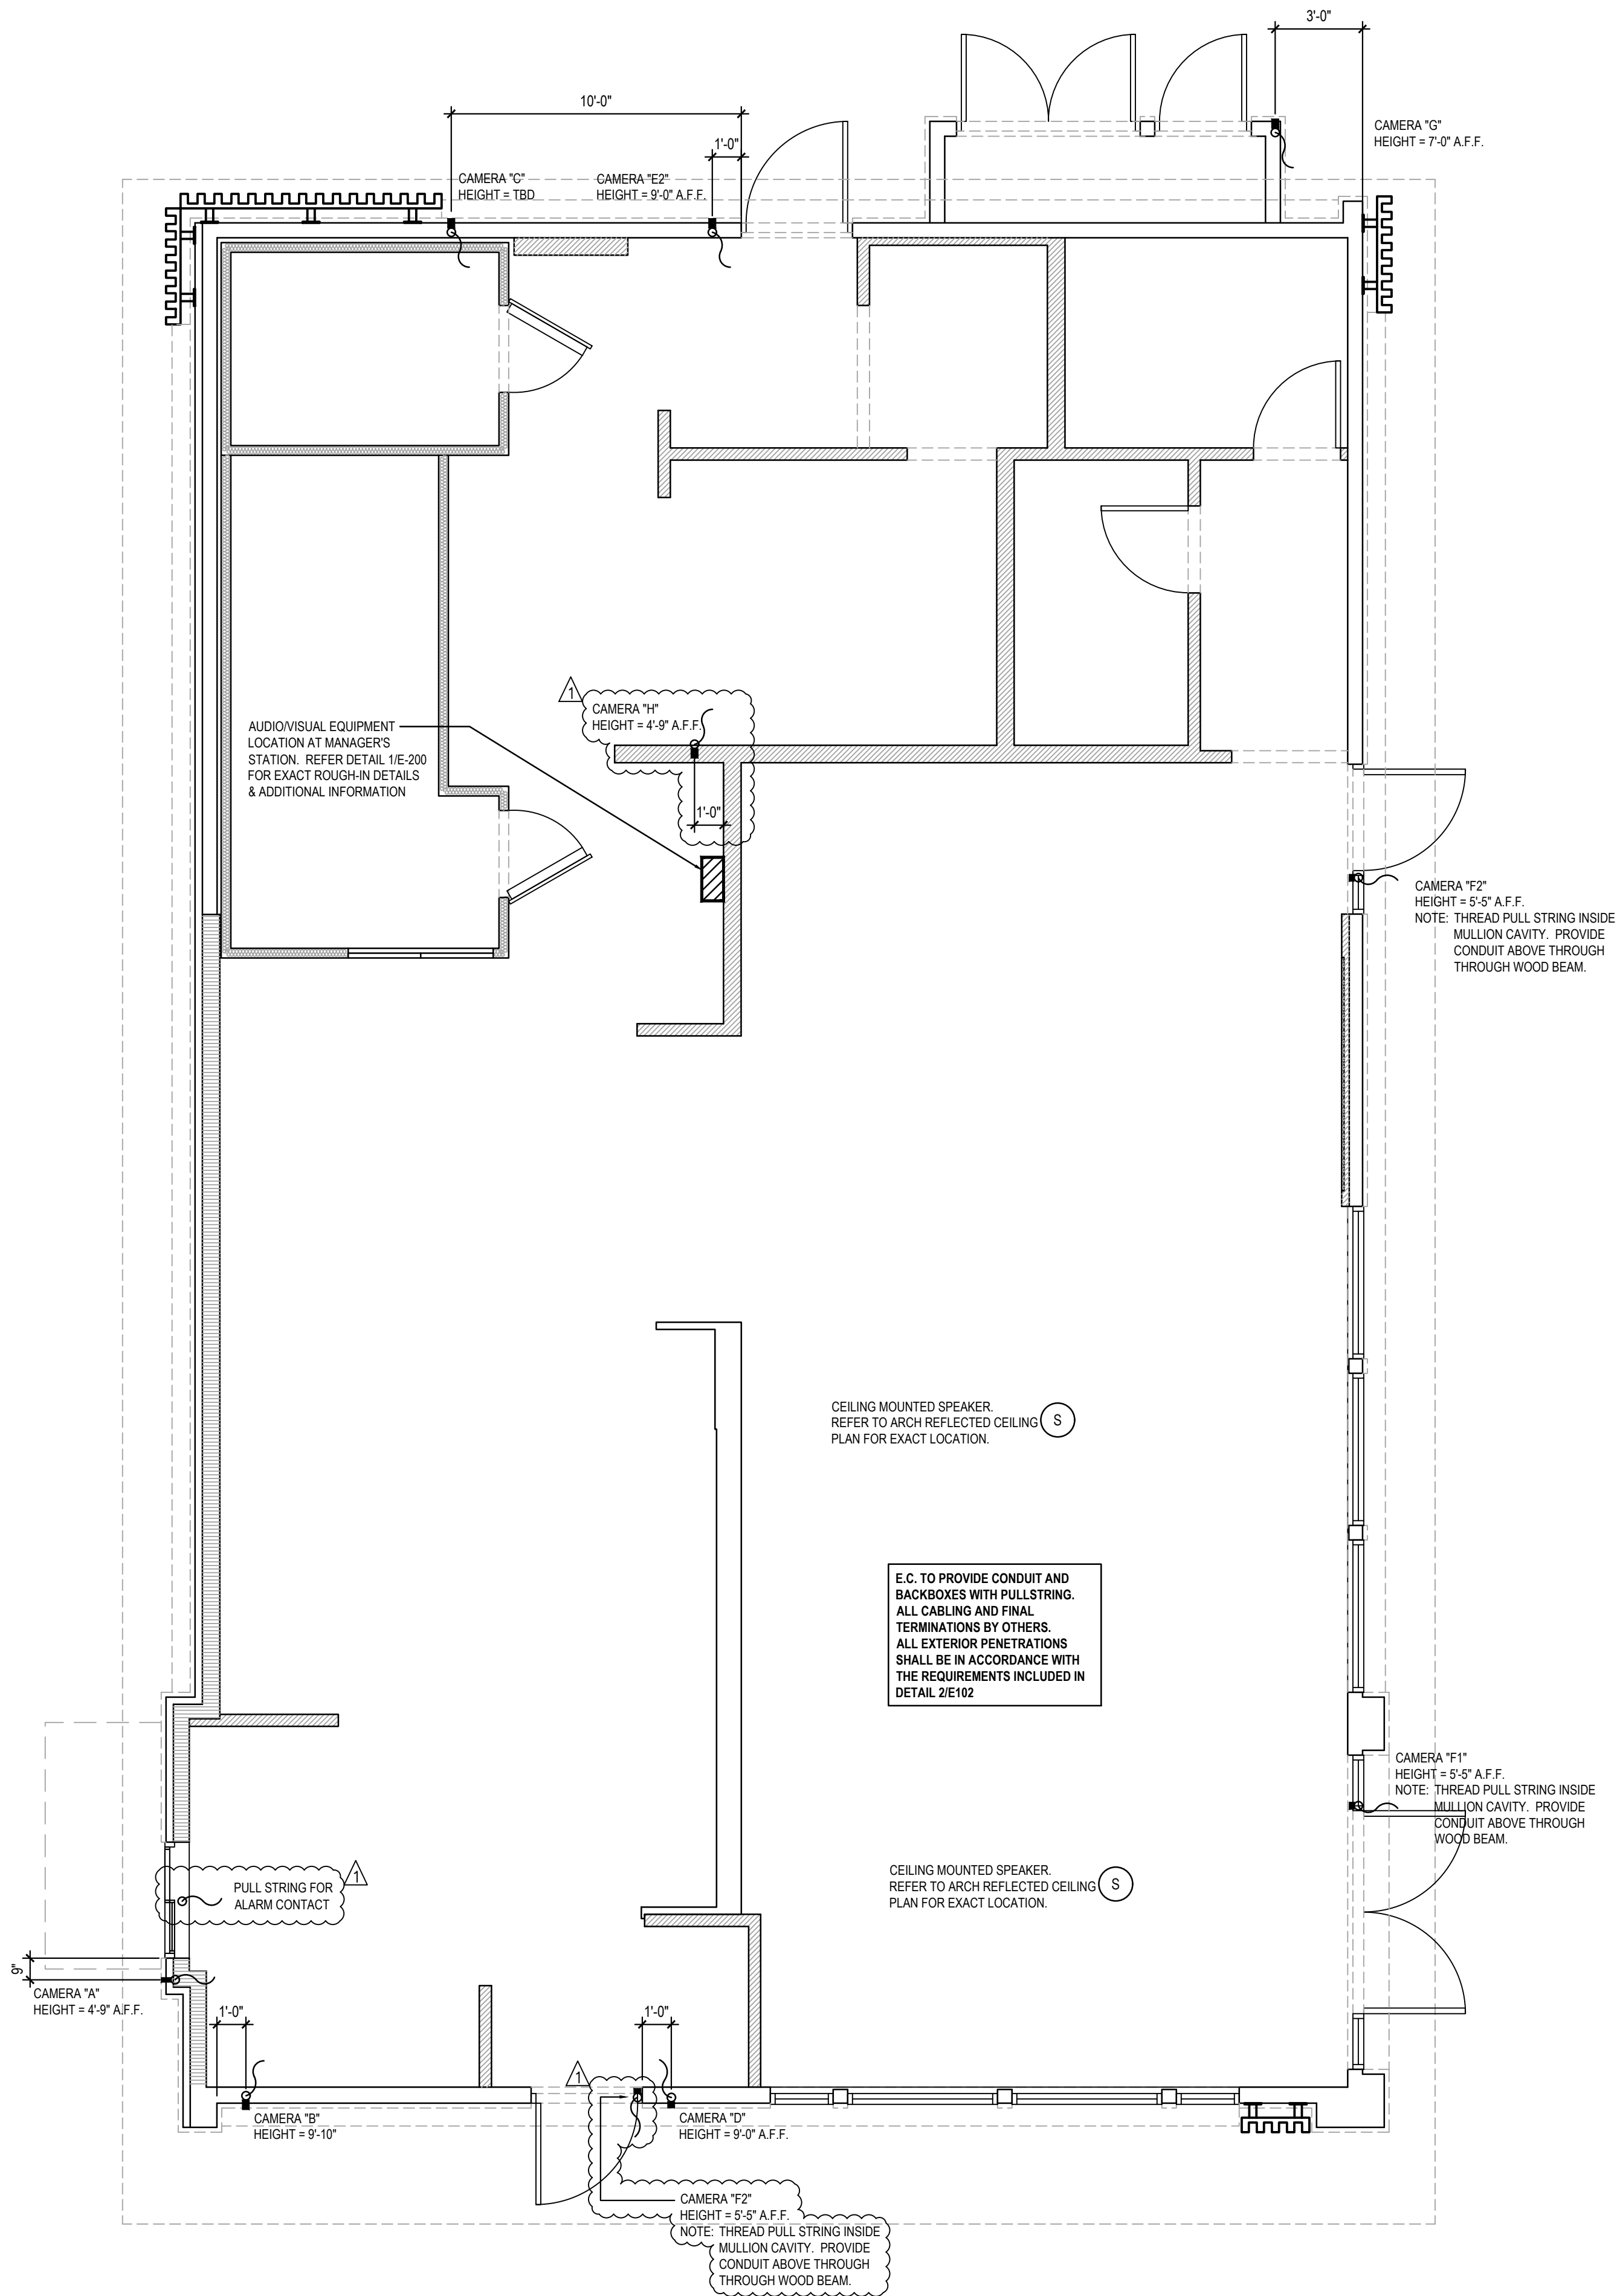 3'-0"
10'-0"
1'-0"
CAMERA "G"
HEIGHT = 7'-0" A.F.F.
CAMERA "C"
HEIGHT = TBD
CAMERA "E2"
HEIGHT = 9'-0" A.F.F.
1
CAMERA "H"
HEIGHT = 4'-9" A.F.F.
1'-0"
AUDIO/VISUAL EQUIPMENT
LOCATION AT MANAGER'S
STATION. REFER DETAIL 1/E-200
FOR EXACT ROUGH-IN DETAILS
& ADDITIONAL INFORMATION
CAMERA "F2"
HEIGHT = 5'-5" A.F.F.
NOTE: THREAD PULL STRING INSIDE
MULLION CAVITY. PROVIDE
CONDUIT ABOVE THROUGH
THROUGH WOOD BEAM.
CEILING MOUNTED SPEAKER.
REFER TO ARCH REFLECTED CEILING
PLAN FOR EXACT LOCATION.
S
E.C. TO PROVIDE CONDUIT AND
BACKBOXES WITH PULLSTRING.
ALL CABLING AND FINAL
TERMINATIONS BY OTHERS.
ALL EXTERIOR PENETRATIONS
SHALL BE IN ACCORDANCE WITH
THE REQUIREMENTS INCLUDED IN
DETAIL 2/E102
CAMERA "F1"
HEIGHT = 5'-5" A.F.F.
NOTE: THREAD PULL STRING INSIDE
MULLION CAVITY. PROVIDE
CONDUIT ABOVE THROUGH
WOOD BEAM.
CEILING MOUNTED SPEAKER.
REFER TO ARCH REFLECTED CEILING
PLAN FOR EXACT LOCATION.
S
1
PULL STRING FOR
ALARM CONTACT
9"
CAMERA "A"
HEIGHT = 4'-9" A.F.F.
1'-0"
1'-0"
1
CAMERA "B"
HEIGHT = 9'-10"
CAMERA "D"
HEIGHT = 9'-0" A.F.F.
CAMERA "F2"
HEIGHT = 5'-5" A.F.F.
NOTE: THREAD PULL STRING INSIDE
MULLION CAVITY. PROVIDE
CONDUIT ABOVE THROUGH
THROUGH WOOD BEAM.